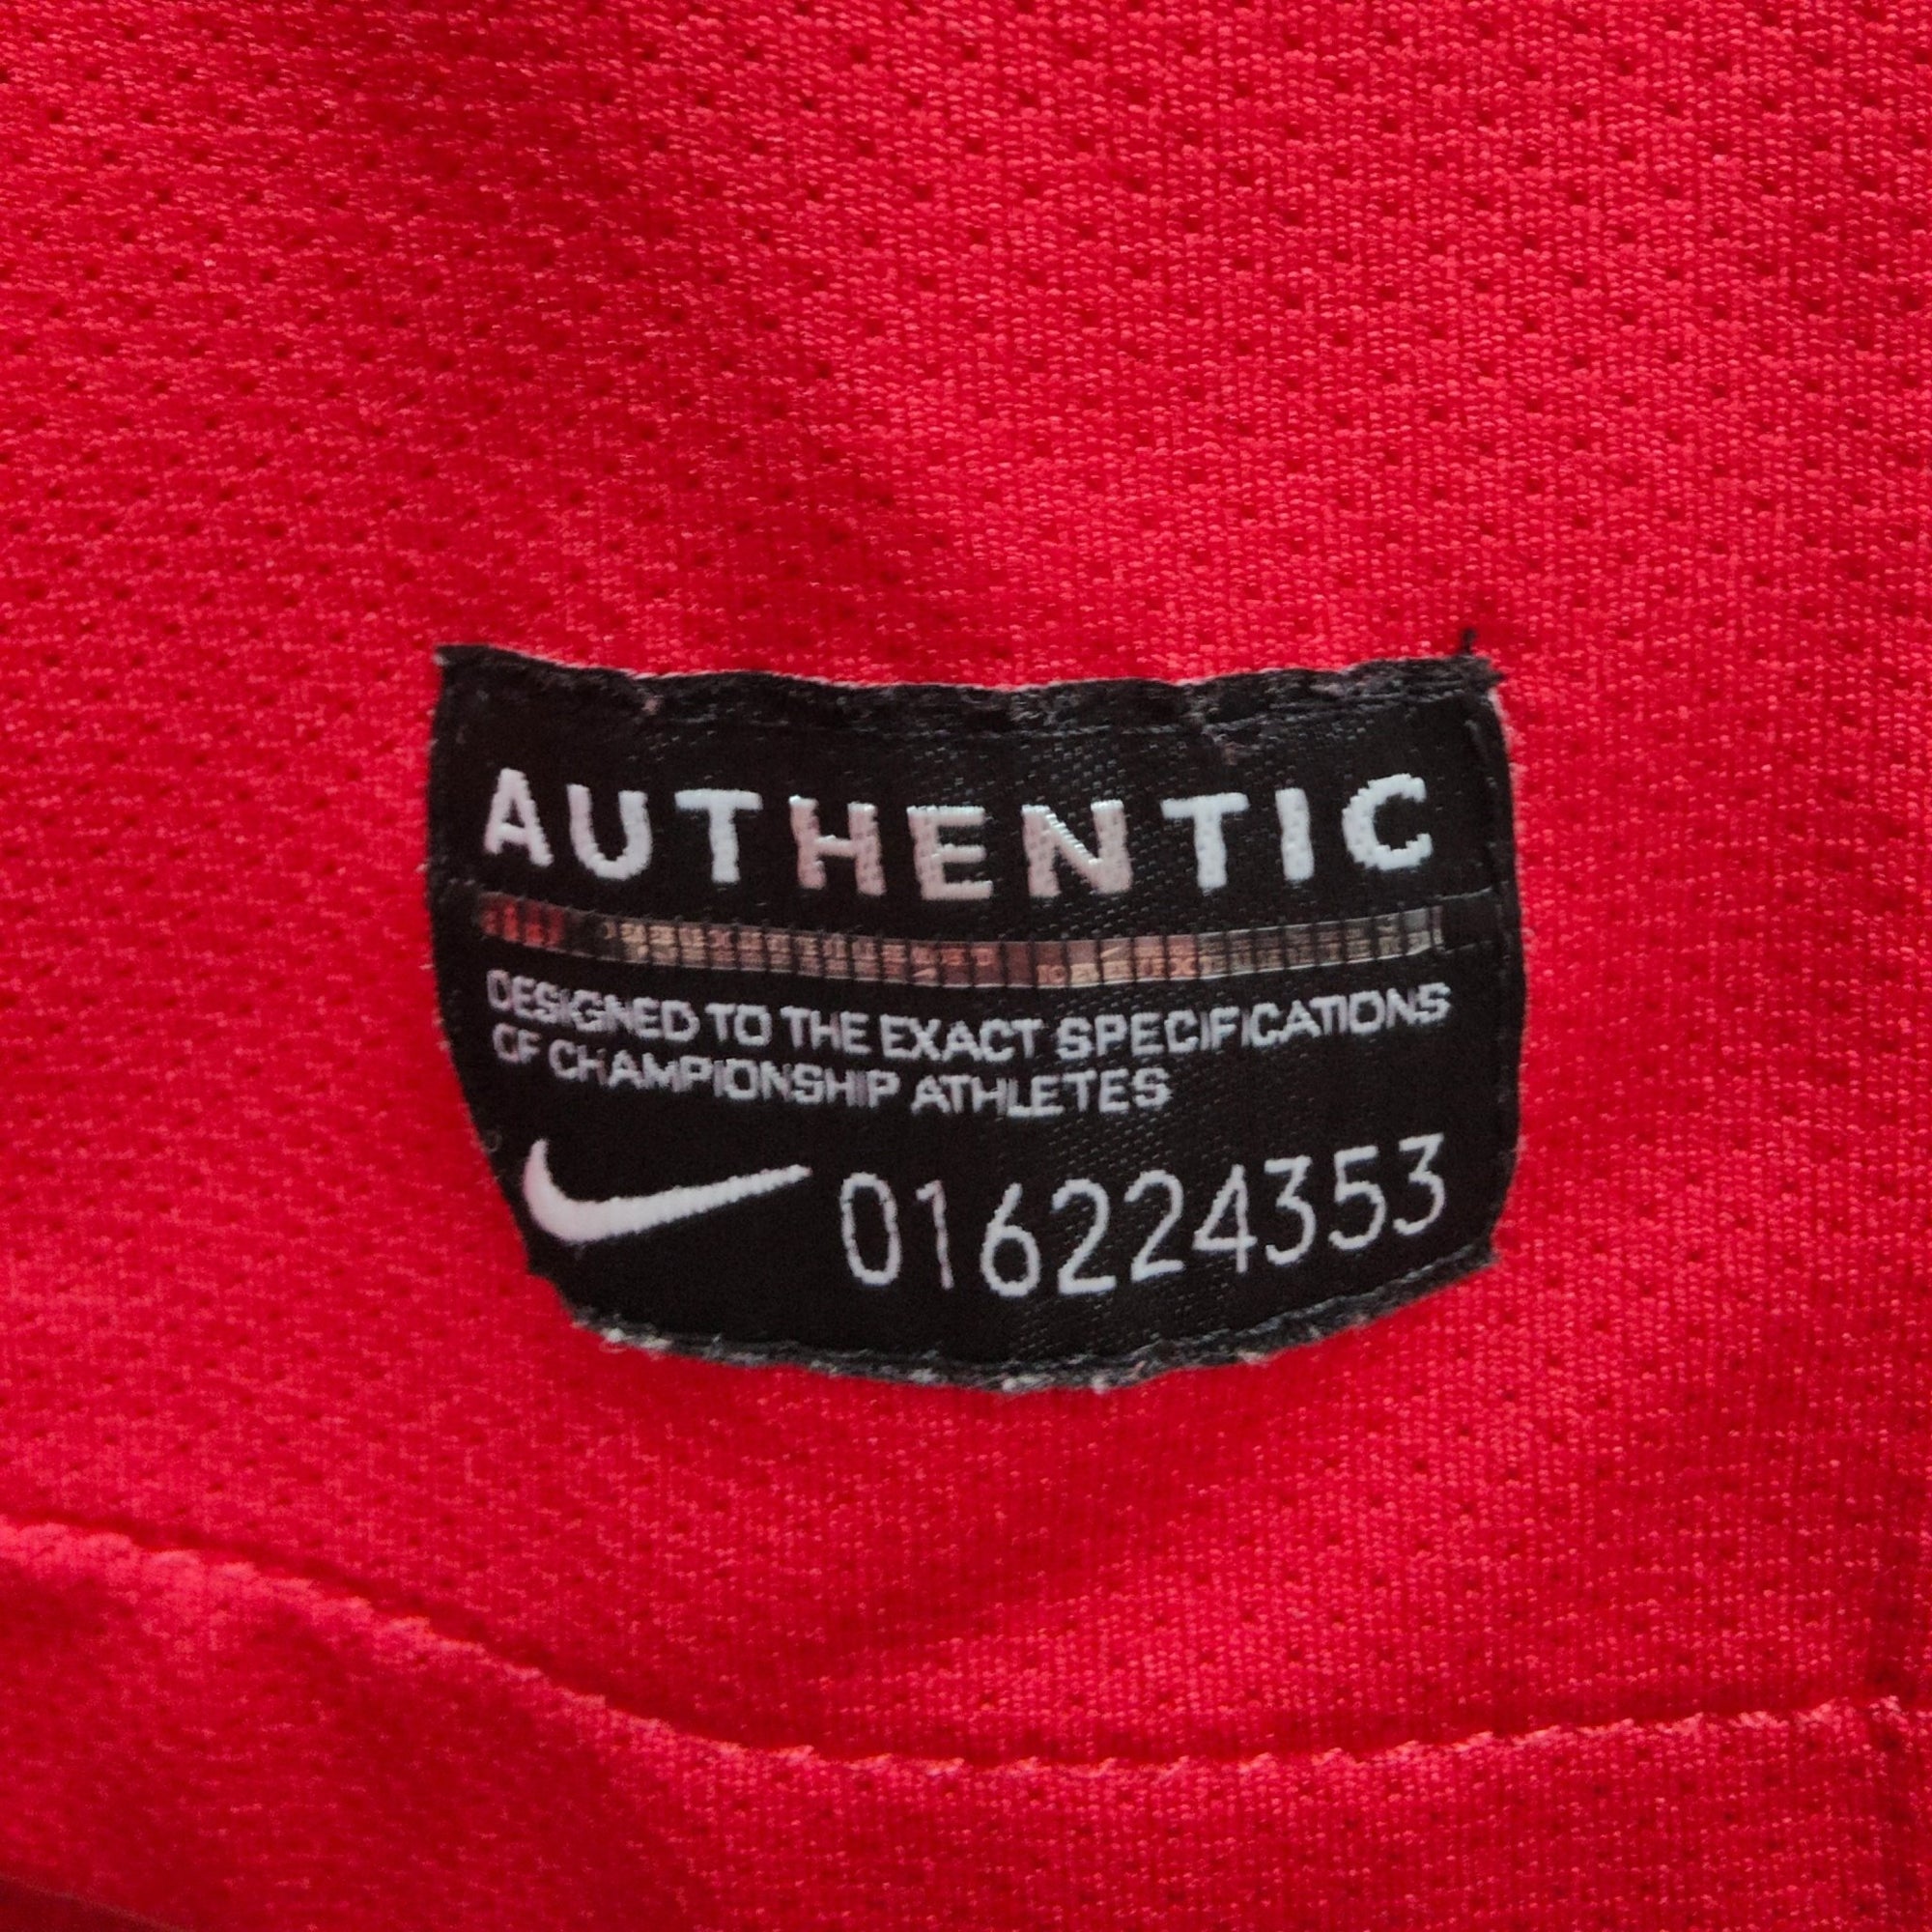 AUTHENTIC
DESIGNED TO THE EXACT SPECIFICATIONS
OF CHAMPIONSHIP ATHLETES
016224353